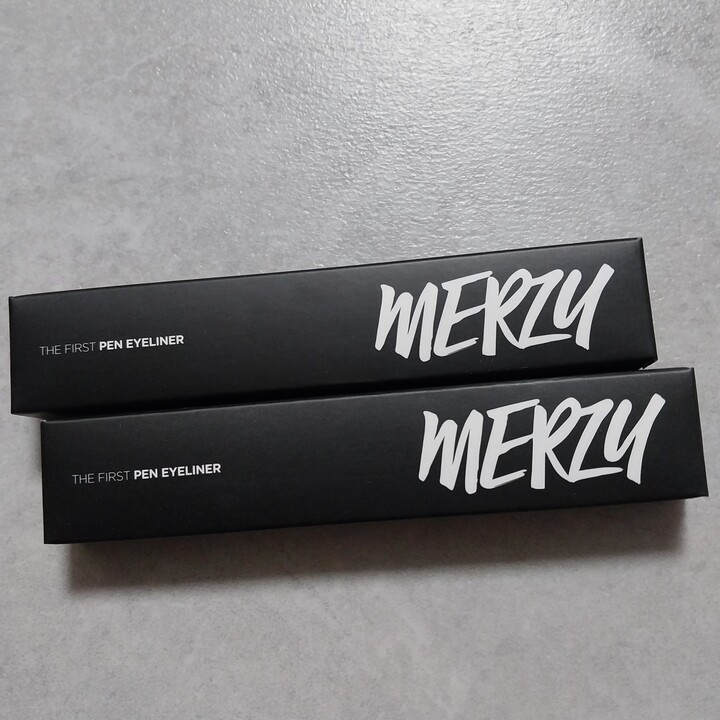 THE FIRST PEN EYELINER
MERZY
THE FIRST PEN EYELINER
MERZY